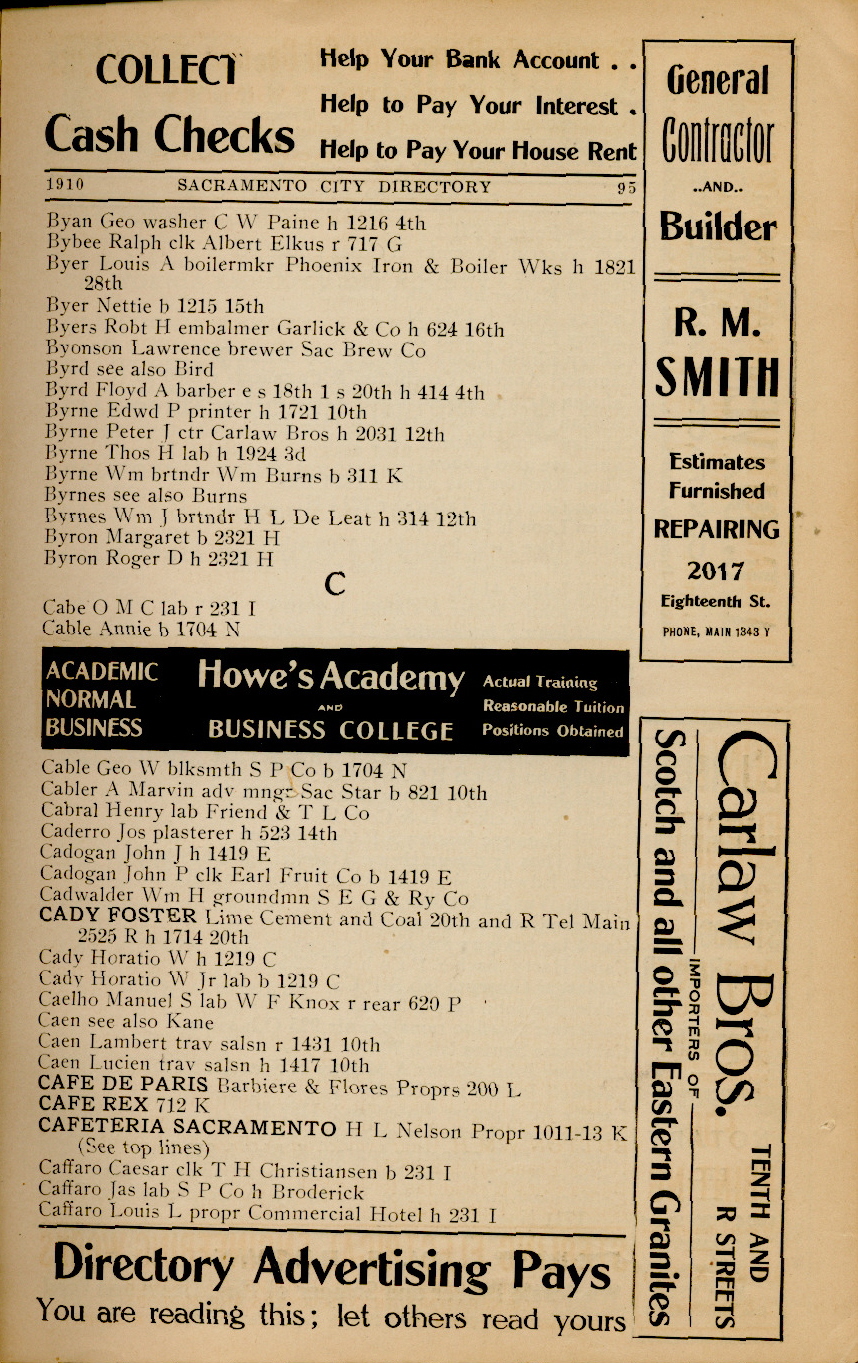 COLLECT
Cash Checks
Help Your Bank Account . .
Help to Pay Your Interest .
Help to Pay Your House Rent
1910 SACRAMENTO CITY DIRECTORY 95
Byan Geo washer C W Paine h 1216 4th
Bybee Ralph clk Albert Elkus r 717 G
Byer Louis A boilermkr Phoenix Iron & Boiler Wks h 1821
28th
Byer Nettie b 1215 15th
Byers Robt H embalmer Garlick & Co h 624 16th
Byonson Lawrence brewer Sac Brew Co
Byrd see also Bird
Byrd Floyd A barber e s 18th 1 s 20th h 414 4th
Byrne Edwd P printer h 1721 10th
Byrne Peter J ctr Carlaw Bros h 2031 12th
Byrne Thos H lab h 1924 3d
Byrne Wm brtndr Wm Burns b 311 K
Byrnes see also Burns
Byrnes Wm J brtndr H L De Leat h 314 12th
Byron Margaret b 2321 H
Byron Roger D h 2321 H
C
Cabe O M C lab r 231 I
Cable Annie b 1704 N
ACADEMIC
NORMAL
BUSINESS
Howe's Academy
AND
BUSINESS COLLEGE
Actual Training
Reasonable Tuition
Positions Obtained
Cable Geo W blksmth S P Co b 1704 N
Cabler A Marvin adv mngr Sac Star b 821 10th
Cabral Henry lab Friend & T L Co
Caderro Jos plasterer h 523 14th
Cadogan John J h 1419 E
Cadogan John P clk Earl Fruit Co b 1419 E
Cadwalder Wm H groundmn S E G & Ry Co
CADY FOSTER Lime Cement and Coal 20th and R Tel Main
2525 R h 1714 20th
Cady Horatio W h 1219 C
Cady Horatio W Jr lab b 1219 C
Caelho Manuel S lab W F Knox r rear 620 P
Caen see also Kane
Caen Lambert trav salsn r 1431 10th
Caen Lucien trav salsn h 1417 10th
CAFE DE PARIS Barbiere & Flores Proprs 200 L
CAFE REX 712 K
CAFETERIA SACRAMENTO H L Nelson Propr 1011-13 K
(See top lines)
Caffaro Caesar clk T H Christiansen b 231 I
Caffaro Jas lab S P Co h Broderick
Caffaro Louis L propr Commercial Hotel h 231 I
Directory Advertising Pays
You are reading this; let others read yours
General
Contractor
..AND..
Builder
R. M.
SMITH
Estimates
Furnished
REPAIRING
2017
Eighteenth St.
PHONE, MAIN 1343 Y
Carlaw Bros.
TENTH AND
R STREETS
IMPORTERS OF
Scotch and all other Eastern Granites